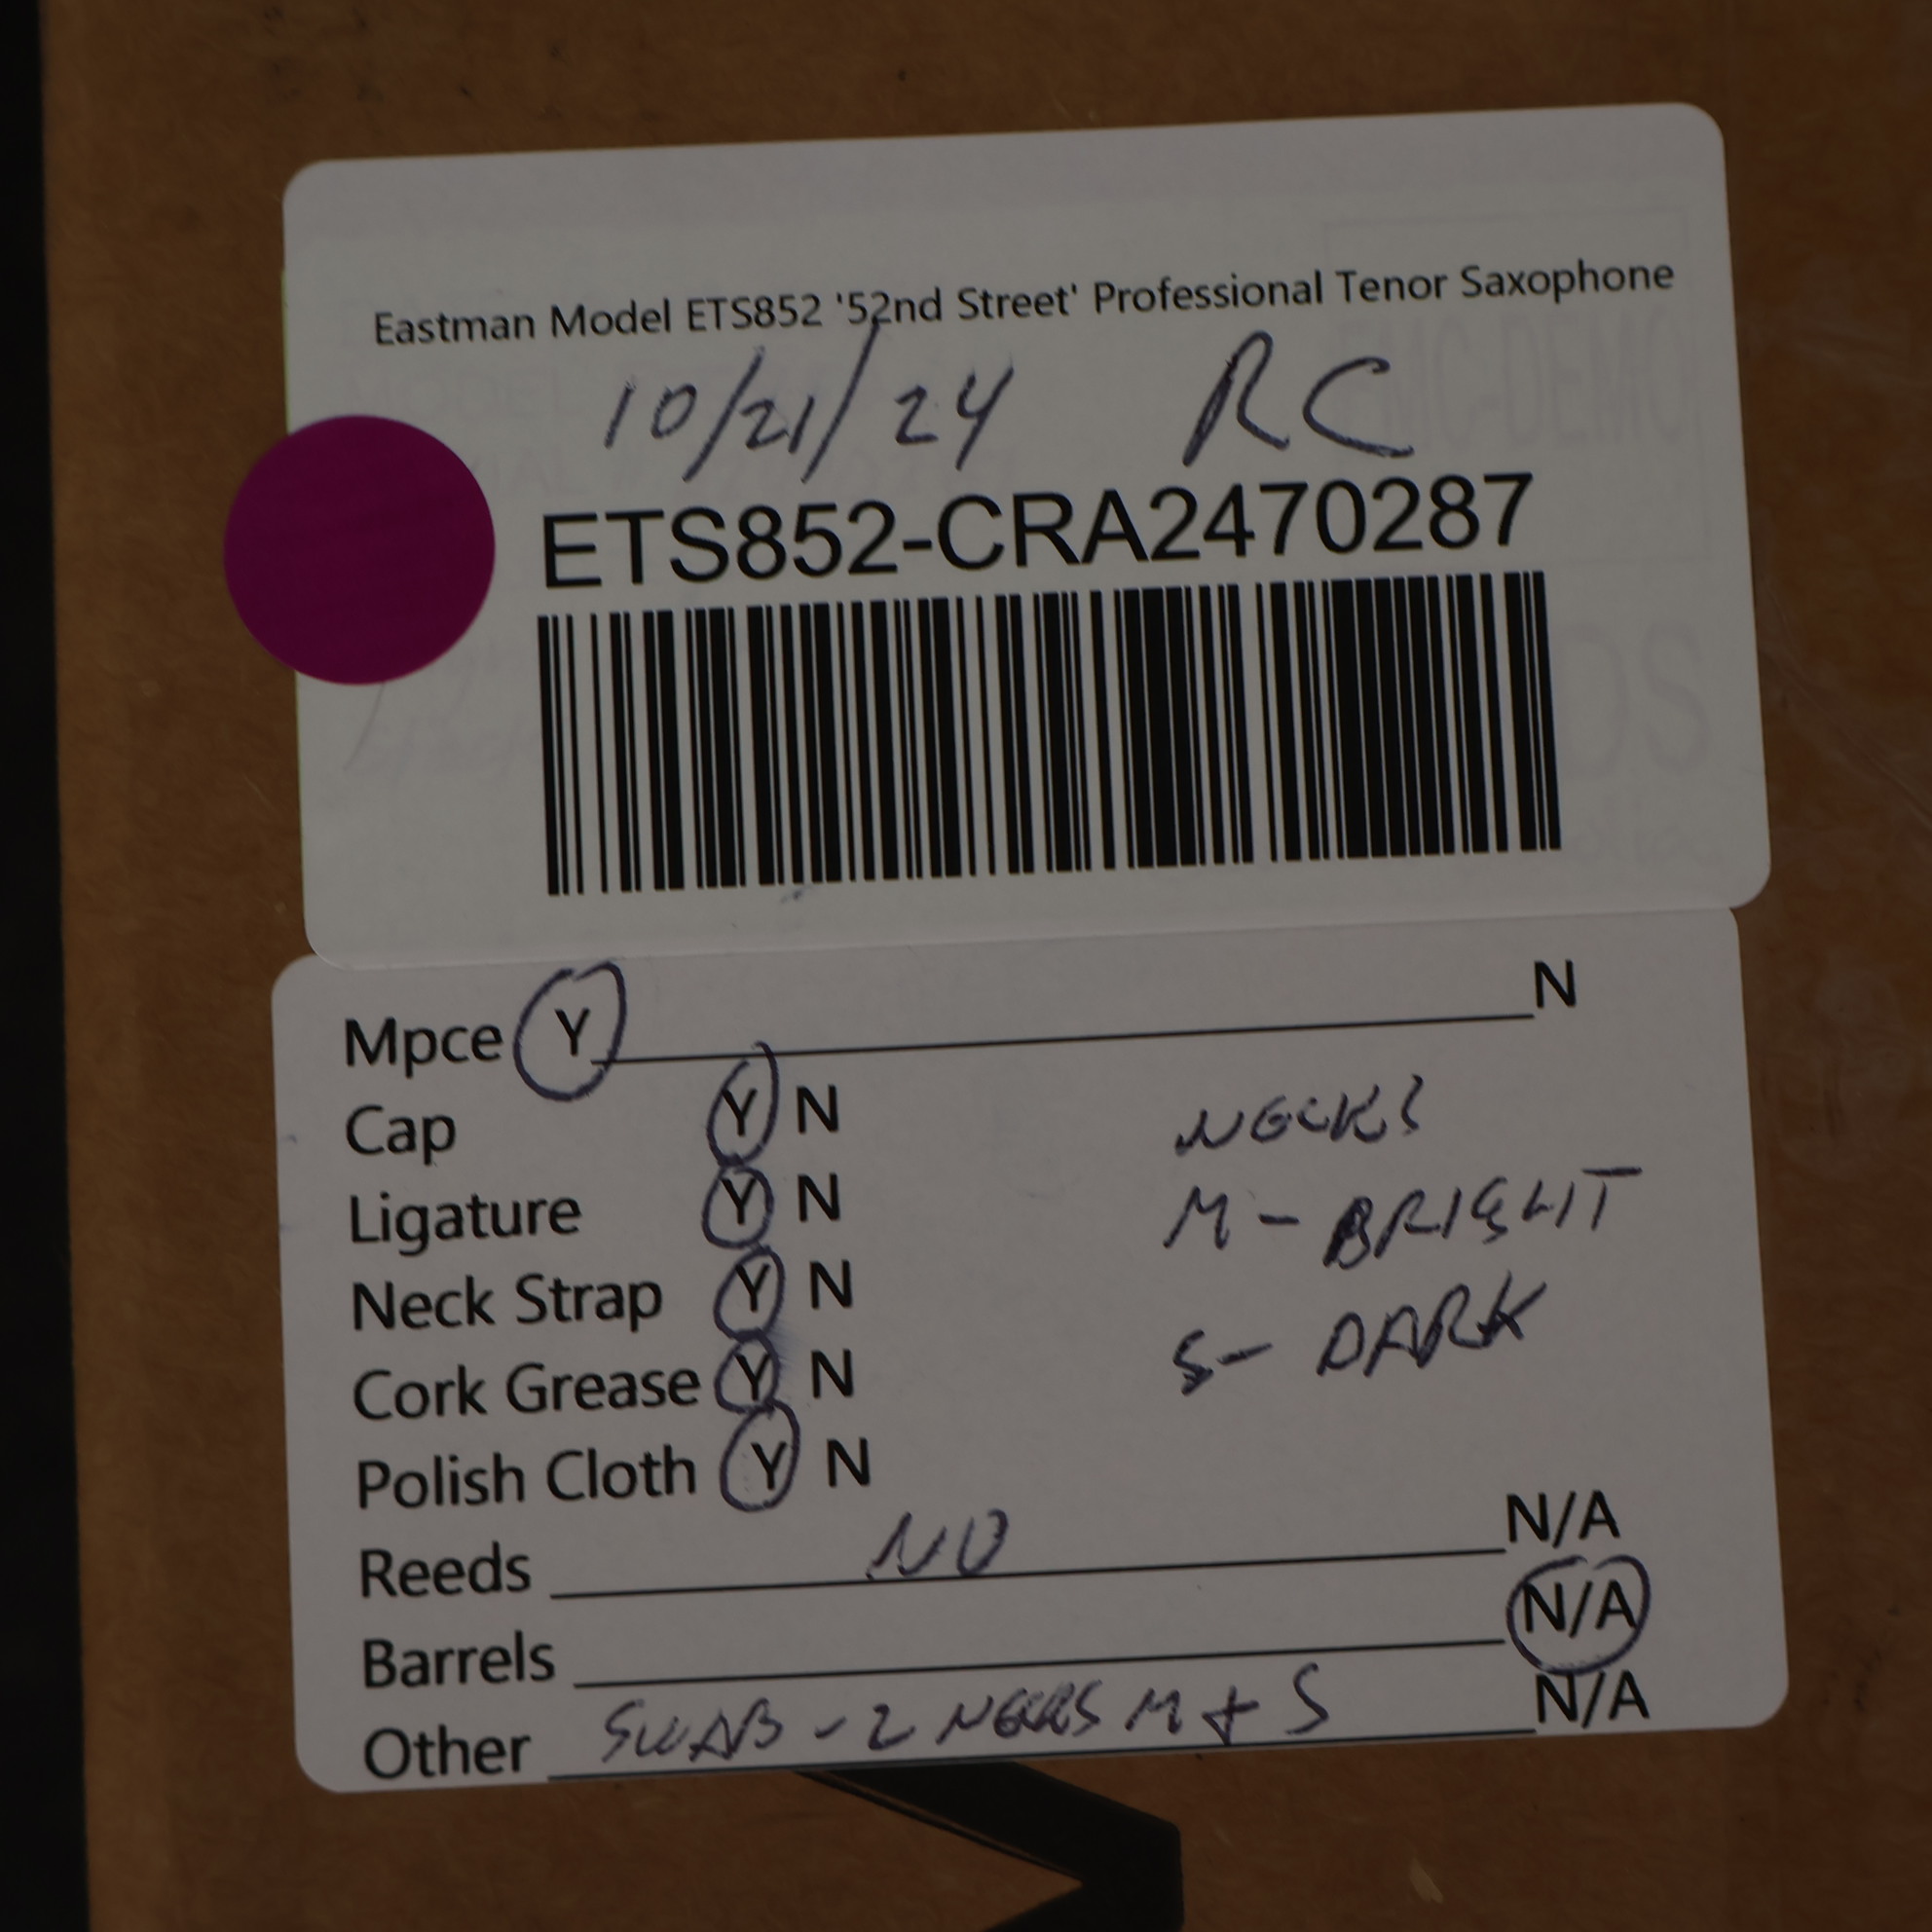 Eastman Model ETS852 '52nd Street' Professional Tenor Saxophone
10/21/24 RC
ETS852-CRA2470287
Mpce Y N
Cap Y N
NECKS
Ligature Y N
M - BRIGHT
Neck Strap Y N
S - DARK
Cork Grease Y N
Polish Cloth Y N
Reeds NO N/A
Barrels N/A
Other SWAB - 2 NECKS M + S N/A